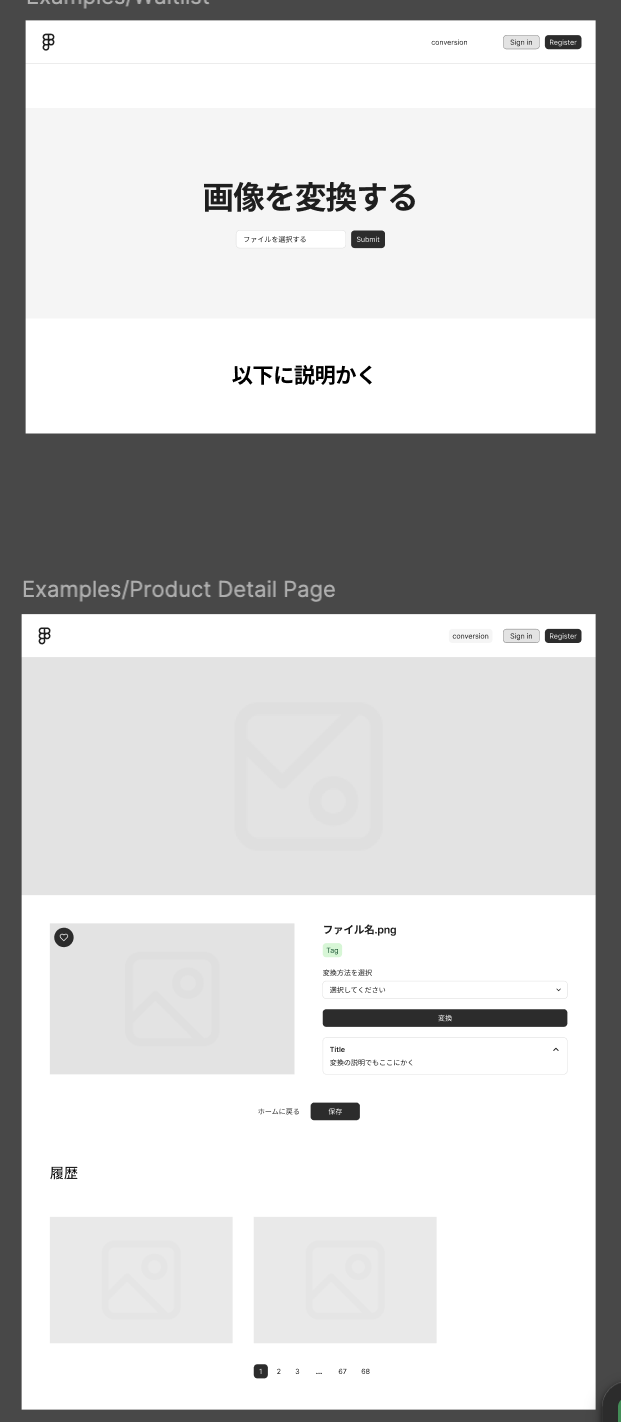 Examples/Waitlist
conversion
Sign in
Register
画像を変換する
ファイルを選択する
Submit
以下に説明かく
Examples/Product Detail Page
conversion
Sign in
Register
ファイル名.png
Tag
変換方法を選択
選択してください
変換
Title
変換の説明でもここにかく
ホームに戻る
保存
履歴
1 2 3 ... 67 68